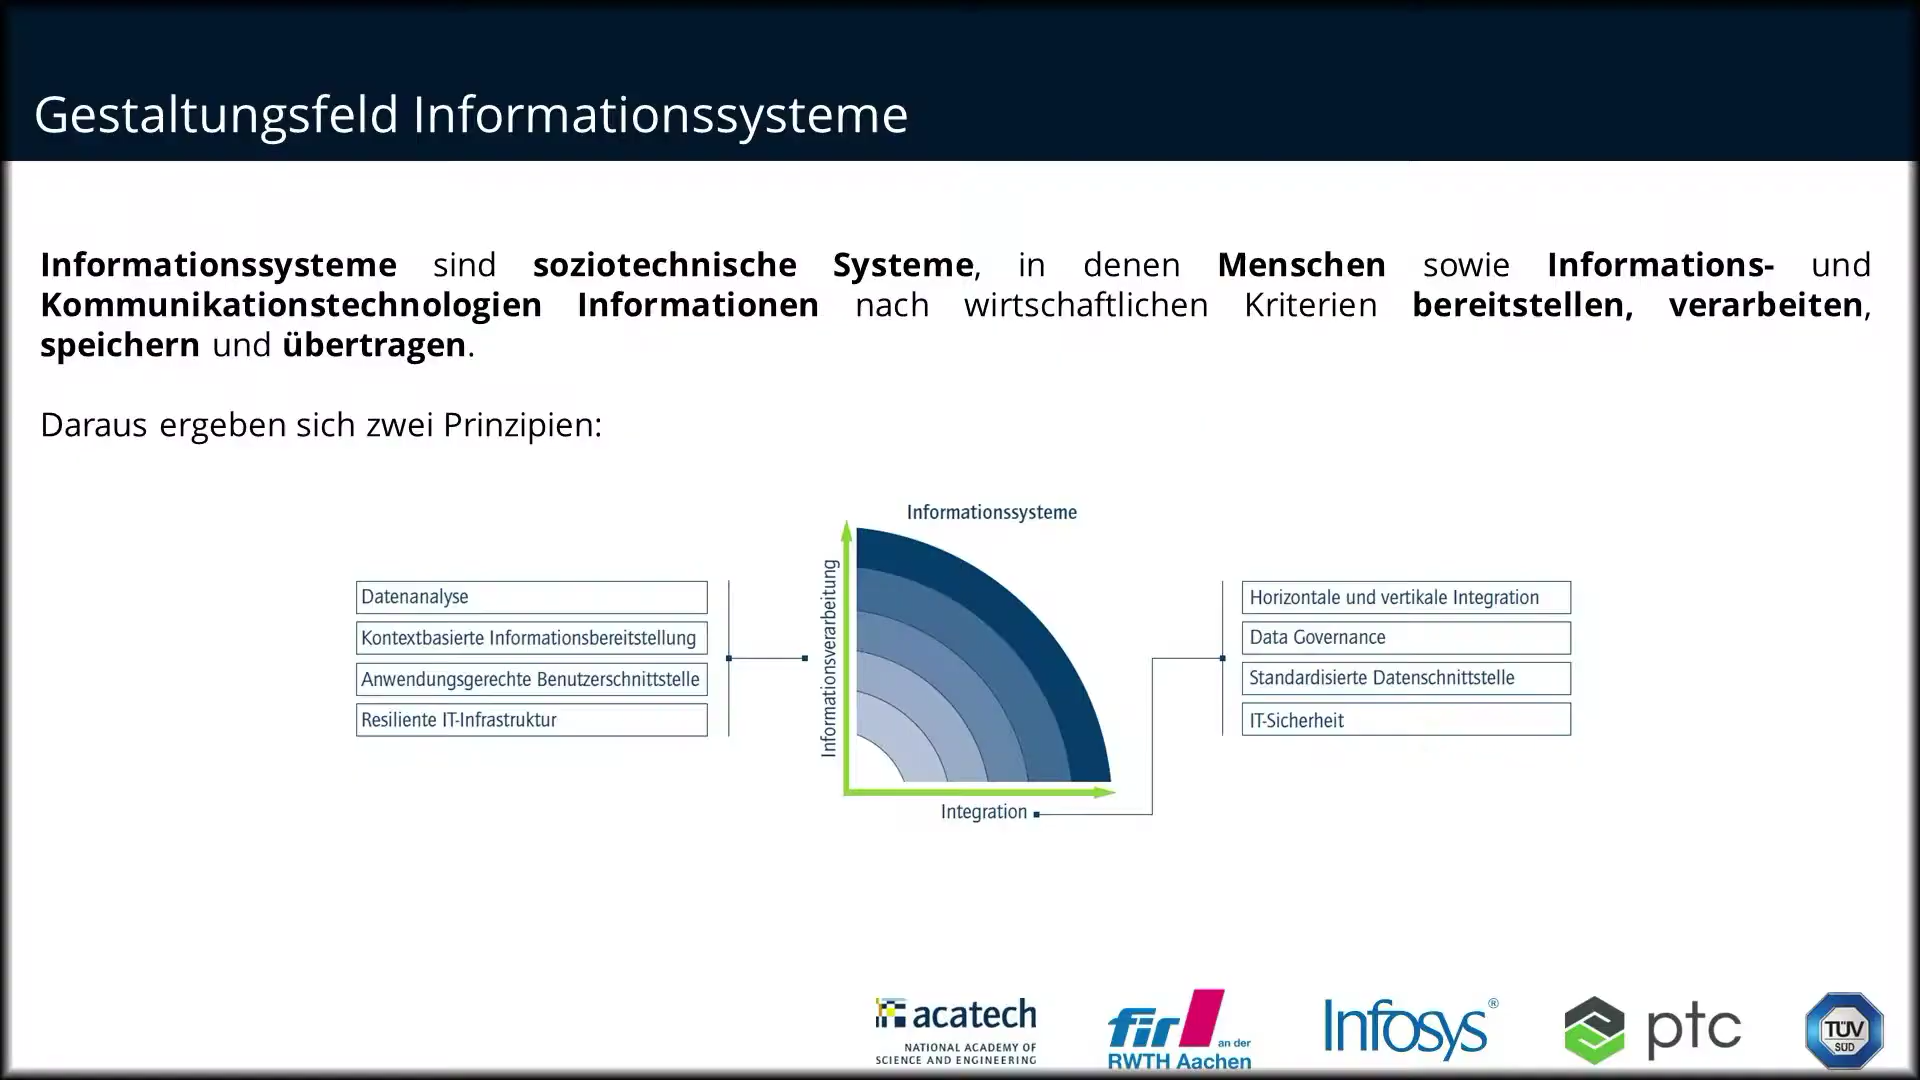 Gestaltungsfeld Informationssysteme
Informationssysteme sind soziotechnische Systeme, in denen Menschen sowie Informations- und
Kommunikationstechnologien Informationen nach wirtschaftlichen Kriterien bereitstellen, verarbeiten,
speichern und übertragen.
Daraus ergeben sich zwei Prinzipien:
Informationssysteme
Datenanalyse
Kontextbasierte Informationsbereitstellung
Anwendungsgerechte Benutzerschnittstelle
Resiliente IT-Infrastruktur
Informationsverarbeitung
Integration
Horizontale und vertikale Integration
Data Governance
Standardisierte Datenschnittstelle
IT-Sicherheit
acatech
NATIONAL ACADEMY OF
SCIENCE AND ENGINEERING
fir an der
RWTH Aachen
Infosys®
ptc
TÜV
SÜD